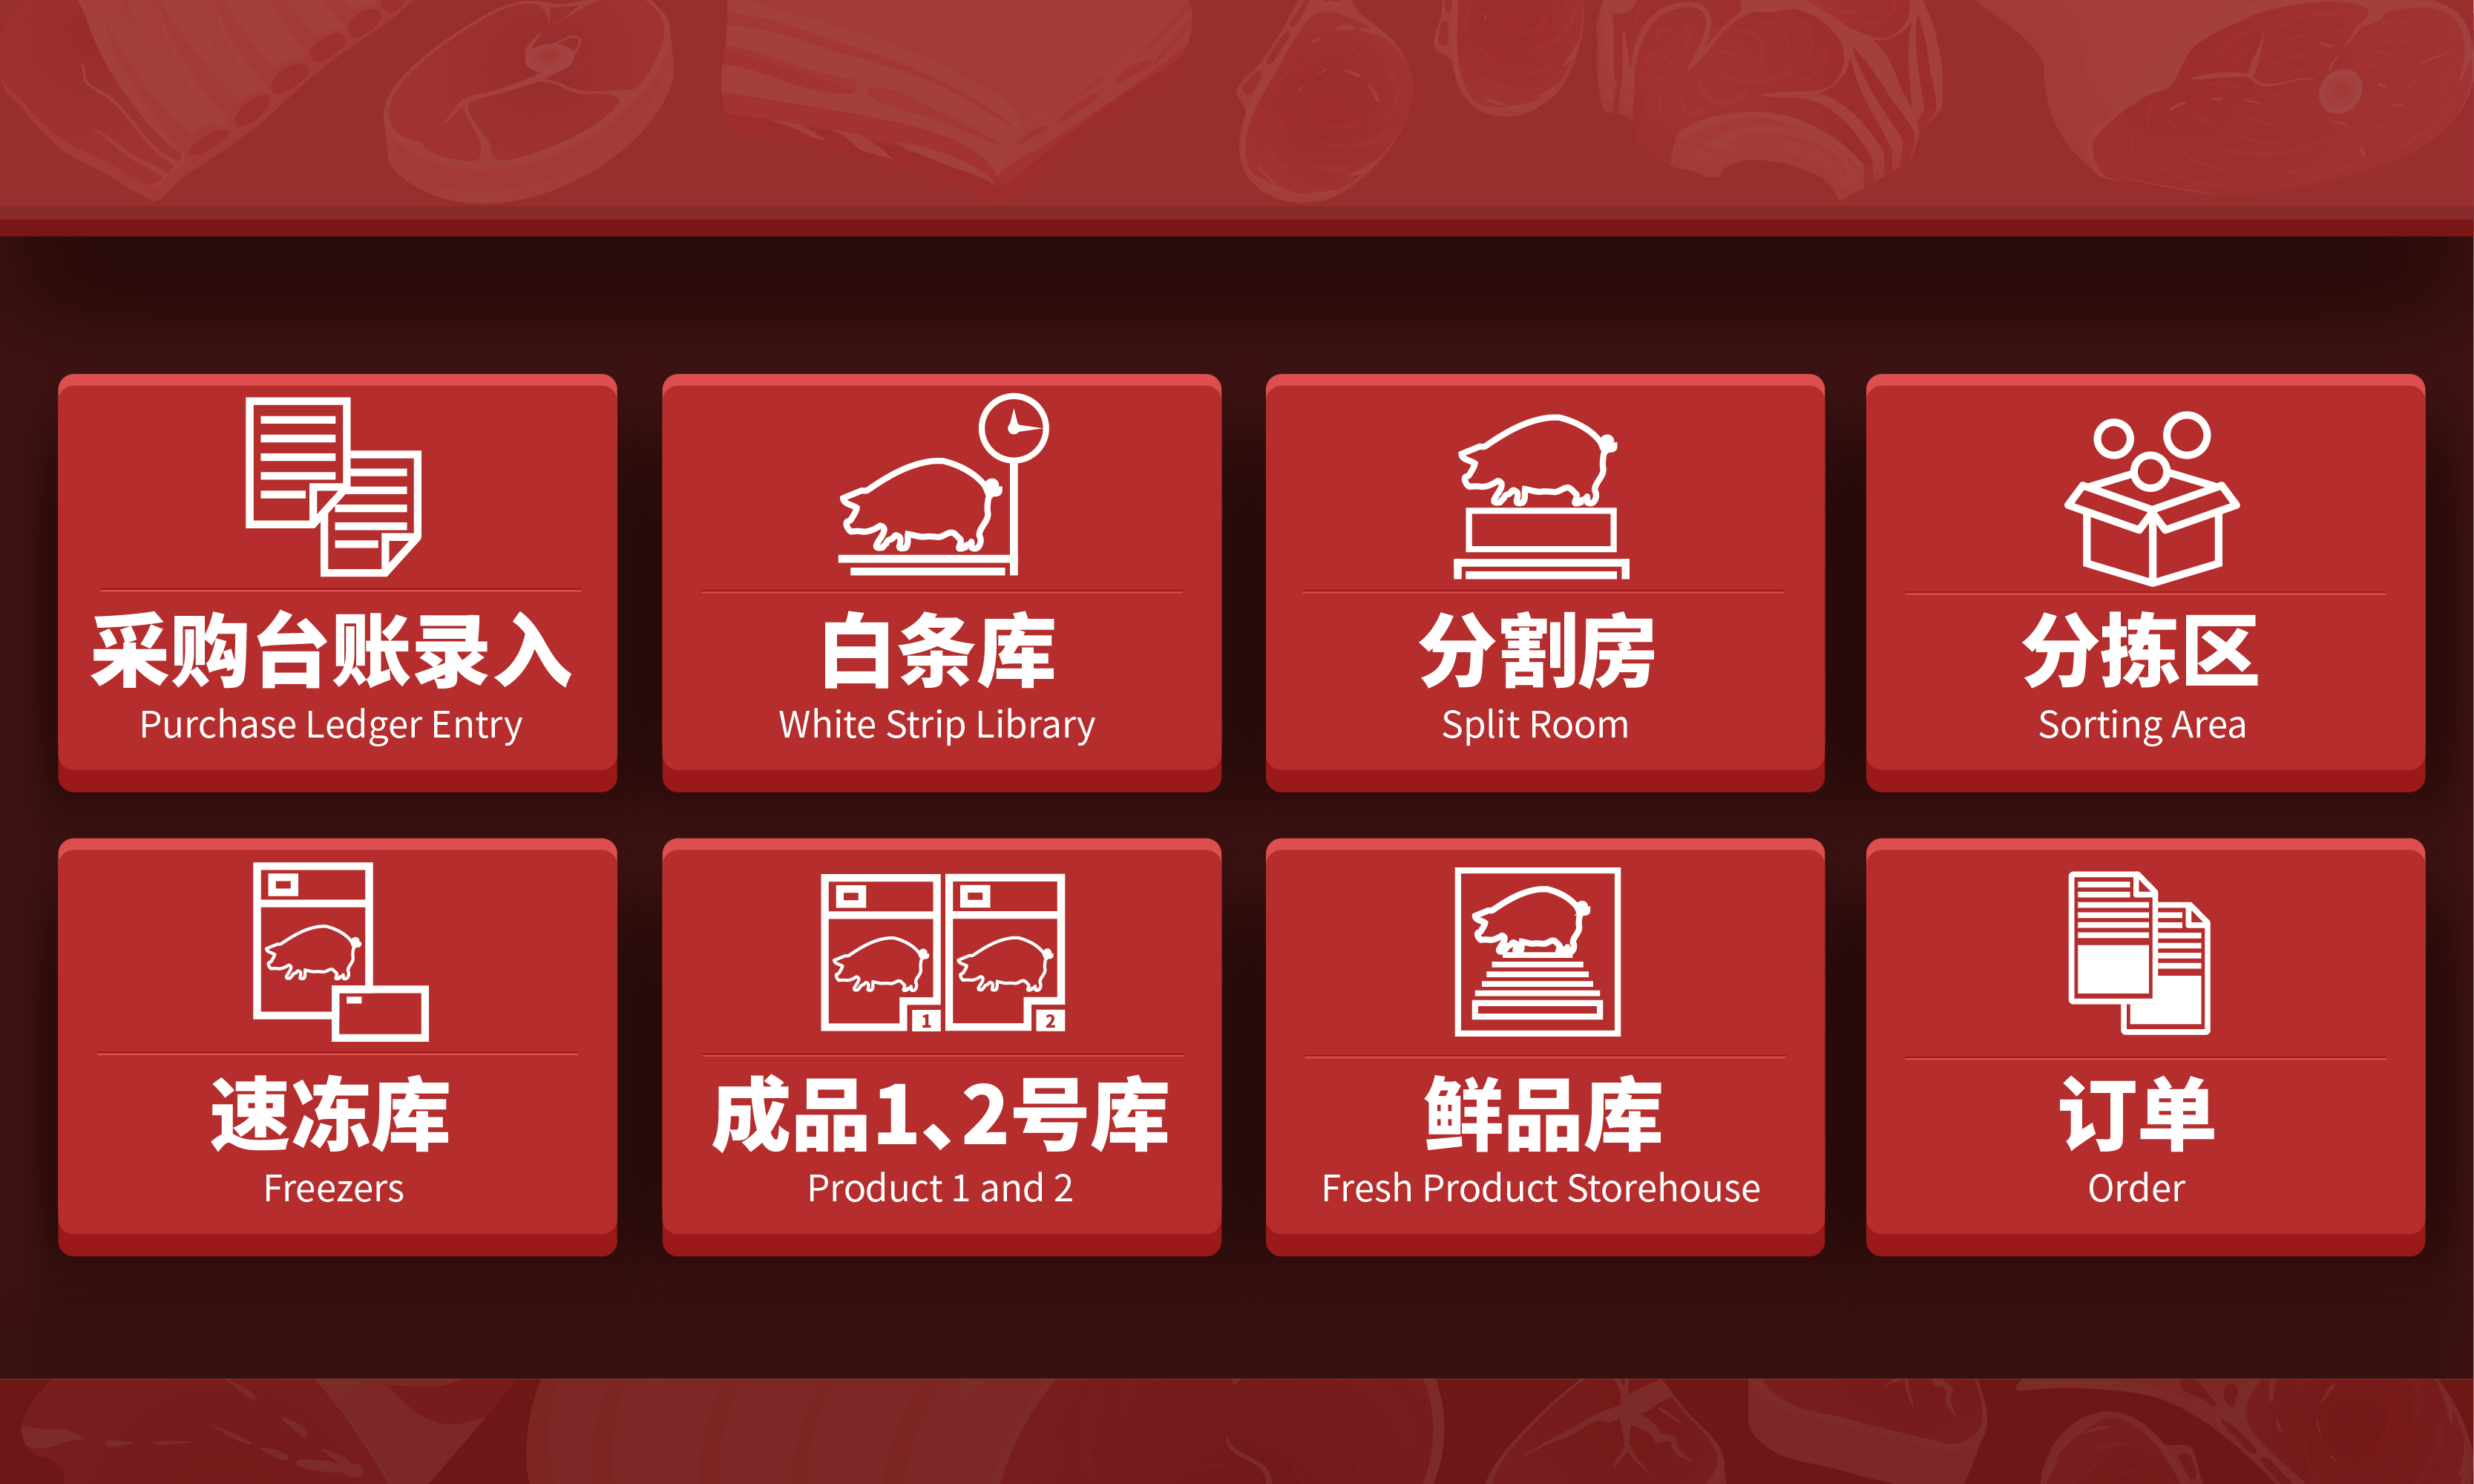 采购台账录入
Purchase Ledger Entry
白条库
White Strip Library
分割房
Split Room
分拣区
Sorting Area
速冻库
Freezers
1
2
成品1、2号库
Product 1 and 2
鲜品库
Fresh Product Storehouse
订单
Order